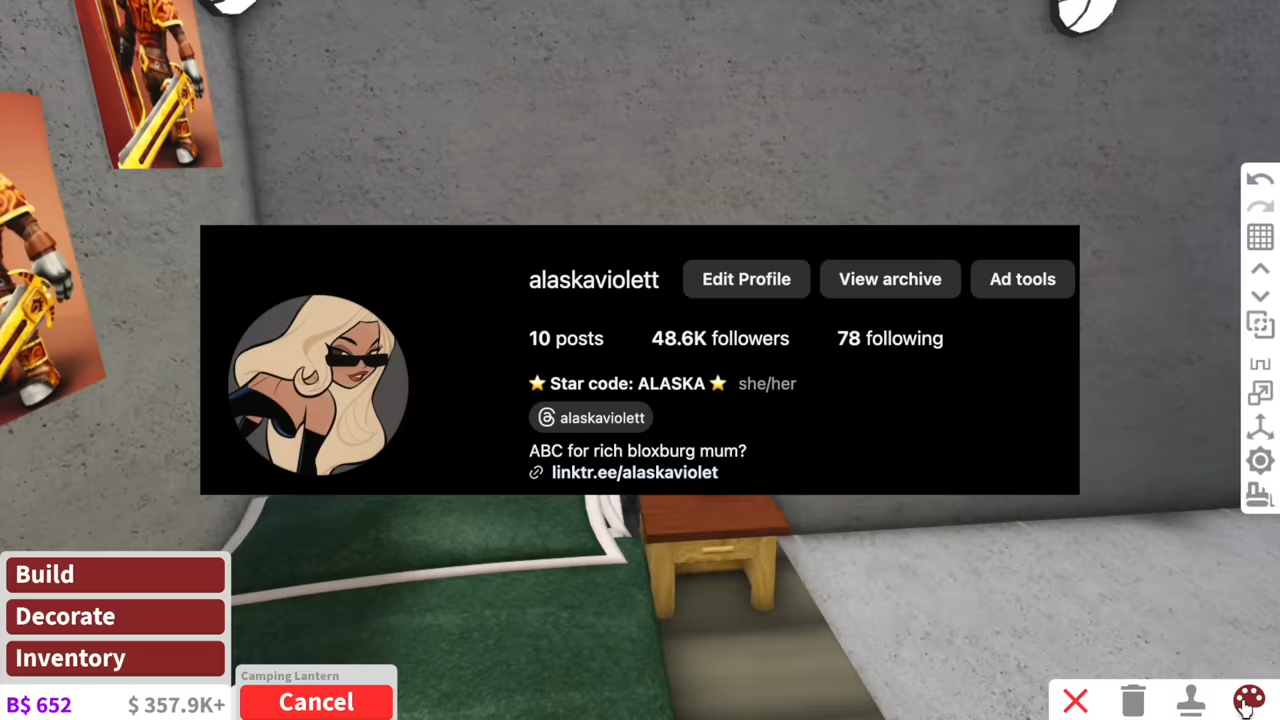 alaskaviolett Edit Profile View archive Ad tools
10 posts 48.6K followers 78 following
⭐ Star code: ALASKA ⭐ she/her
alaskaviolett
ABC for rich bloxburg mum?
linktr.ee/alaskaviolet
Build
Decorate
Inventory
B$ 652 $ 357.9K+
Camping Lantern
Cancel